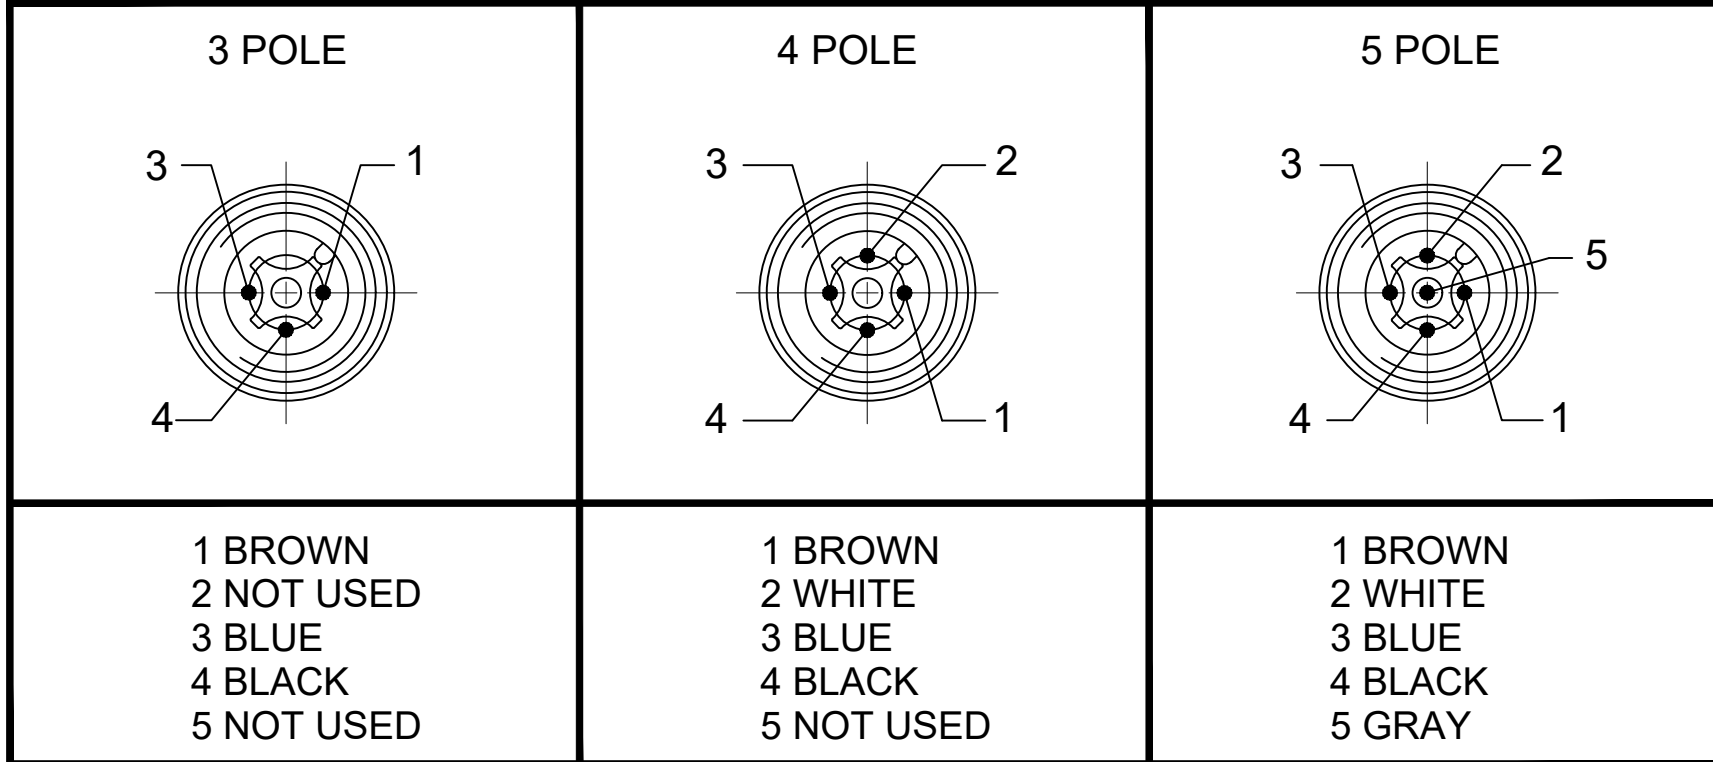 3 POLE
3
1
4
1 BROWN
2 NOT USED
3 BLUE
4 BLACK
5 NOT USED
4 POLE
3
2
4
1
1 BROWN
2 WHITE
3 BLUE
4 BLACK
5 NOT USED
5 POLE
3
2
5
4
1
1 BROWN
2 WHITE
3 BLUE
4 BLACK
5 GRAY